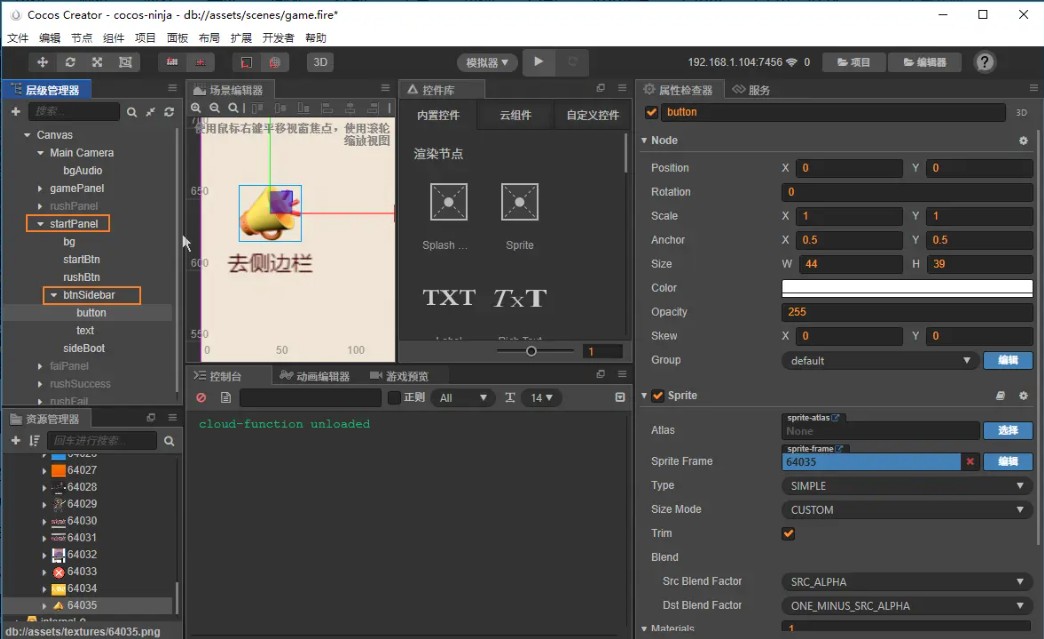 Cocos Creator - cocos-ninja - db://assets/scenes/game.fire*
文件 编辑 节点 组件 项目 面板 布局 扩展 开发者 帮助
3D
模拟器
192.168.1.104:7456 0
项目
编辑器
?
层级管理器
搜索...
Canvas
Main Camera
bgAudio
gamePanel
rushPanel
startPanel
bg
startBtn
rushBtn
btnSidebar
button
text
sideBoot
failPanel
rushSuccess
rushFail
资源管理器
回车进行搜索...
64027
64028
64029
64030
64031
64032
64033
64034
64035
db://assets/textures/64035.png
场景编辑器
使用鼠标右键平移视窗焦点，使用滚轮
缩放视图
650
600
550
0 50 100
去侧边栏
控件库
内置控件 云组件 自定义控件
渲染节点
Splash ... Sprite
TXT TxT
1
控制台 动画编辑器 游戏预览
正则 All 14
cloud-function unloaded
属性检查器 服务
button 3D
Node
Position X 0 Y 0
Rotation 0
Scale X 1 Y 1
Anchor X 0.5 Y 0.5
Size W 44 H 39
Color
Opacity 255
Skew X 0 Y 0
Group default 编辑
Sprite
sprite-atlas
Atlas None 选择
sprite-frame
Sprite Frame 64035 编辑
Type SIMPLE
Size Mode CUSTOM
Trim
Blend
Src Blend Factor SRC_ALPHA
Dst Blend Factor ONE_MINUS_SRC_ALPHA
Materials 1